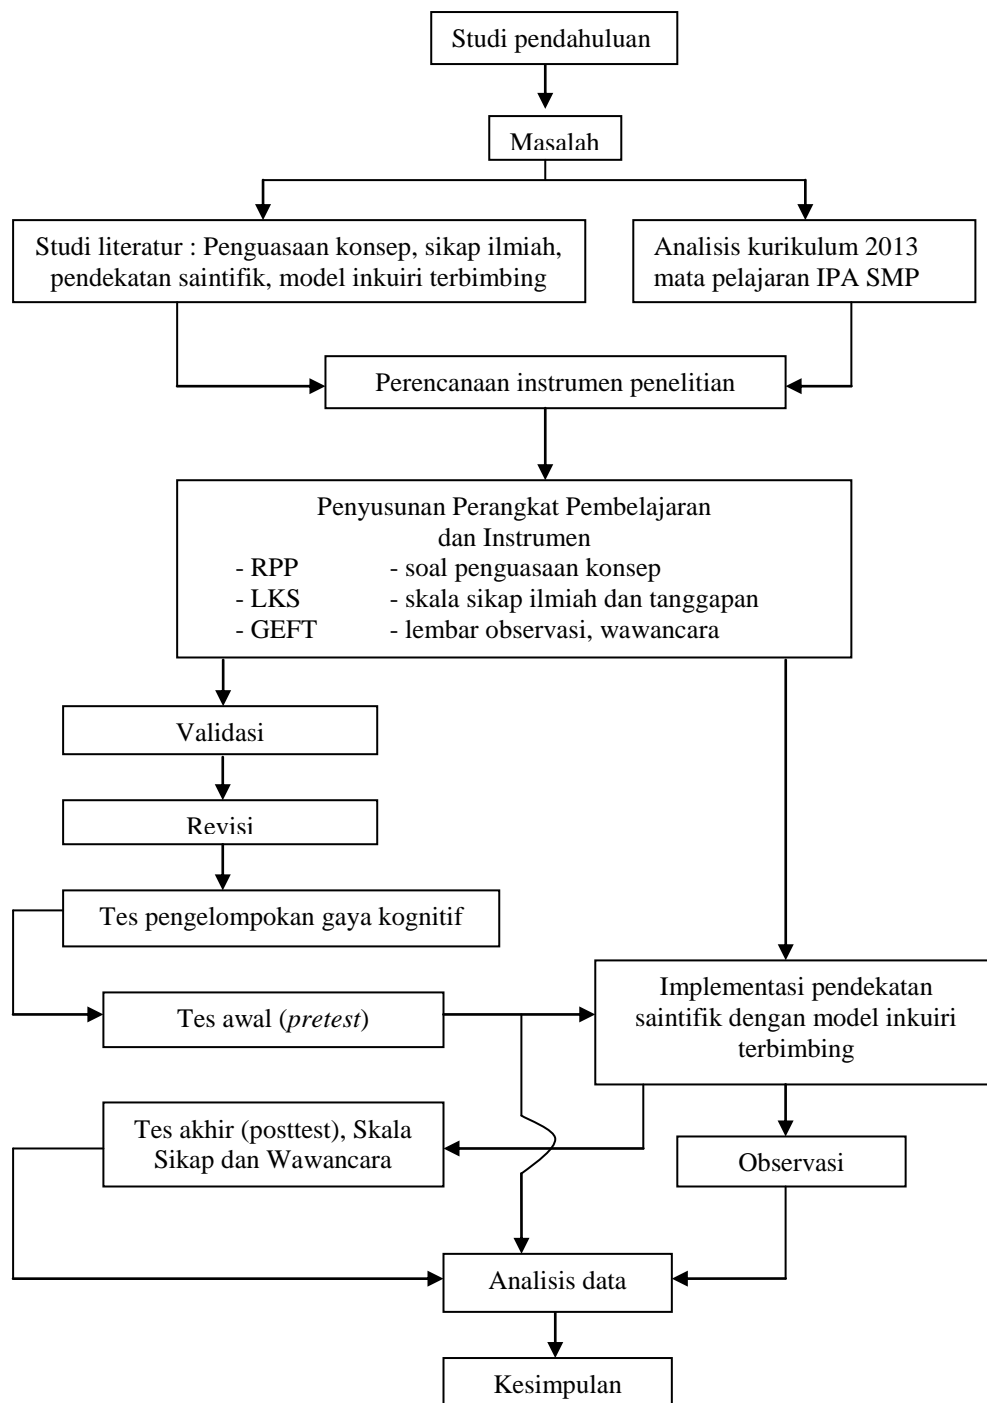 Studi pendahuluan
Masalah
Studi literatur : Penguasaan konsep, sikap ilmiah,
pendekatan saintifik, model inkuiri terbimbing
Analisis kurikulum 2013
mata pelajaran IPA SMP
Perencanaan instrumen penelitian
Penyusunan Perangkat Pembelajaran
dan Instrumen
- RPP - soal penguasaan konsep
- LKS - skala sikap ilmiah dan tanggapan
- GEFT - lembar observasi, wawancara
Validasi
Revisi
Tes pengelompokan gaya kognitif
Tes awal (pretest)
Implementasi pendekatan
saintifik dengan model inkuiri
terbimbing
Tes akhir (posttest), Skala
Sikap dan Wawancara
Observasi
Analisis data
Kesimpulan